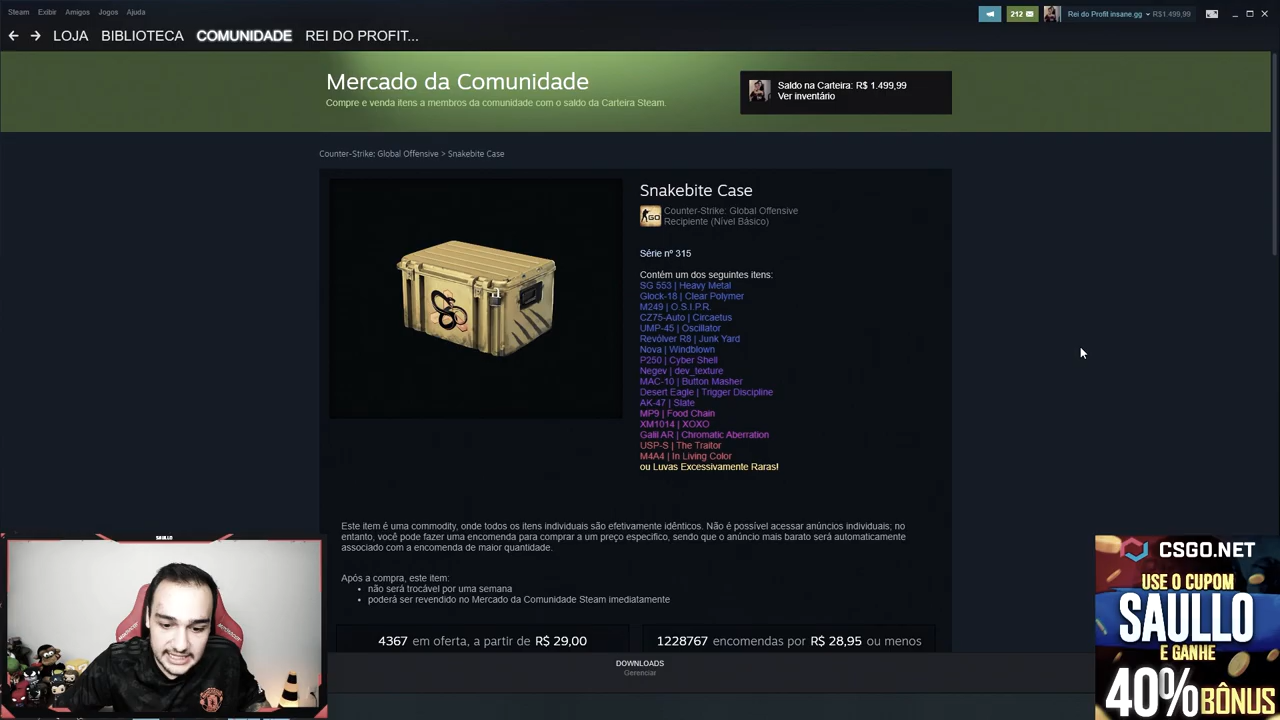 Steam Exibir Amigos Jogos Ajuda
212 Rei do Profit insane.gg R$1.499,99
LOJA BIBLIOTECA COMUNIDADE REI DO PROFIT...
Mercado da Comunidade
Compre e venda itens a membros da comunidade com o saldo da Carteira Steam.
Saldo na Carteira: R$ 1.499,99
Ver inventário
Counter-Strike: Global Offensive > Snakebite Case
Snakebite Case
GO
Counter-Strike: Global Offensive
Recipiente (Nível Básico)
Série nº 315
Contém um dos seguintes itens:
SG 553 | Heavy Metal
Glock-18 | Clear Polymer
M249 | O.S.I.P.R.
CZ75-Auto | Circaetus
UMP-45 | Oscillator
Revólver R8 | Junk Yard
Nova | Windblown
P250 | Cyber Shell
Negev | dev_texture
MAC-10 | Button Masher
Desert Eagle | Trigger Discipline
AK-47 | Slate
MP9 | Food Chain
XM1014 | XOXO
Galil AR | Chromatic Aberration
USP-S | The Traitor
M4A4 | In Living Color
ou Luvas Excessivamente Raras!
Este item é uma commodity, onde todos os itens individuais são efetivamente idênticos. Não é possível acessar anúncios individuais; no
entanto, você pode fazer uma encomenda para comprar a um preço específico, sendo que o anúncio mais barato será automaticamente
associado com a encomenda de maior quantidade.
Após a compra, este item:
• não será trocável por uma semana
• poderá ser revendido no Mercado da Comunidade Steam imediatamente
4367 em oferta, a partir de R$ 29,00
1228767 encomendas por R$ 28,95 ou menos
DOWNLOADS
Gerenciar
SAULLO
CSGO.NET
USE O CUPOM
SAULLO
E GANHE
40% BÔNUS